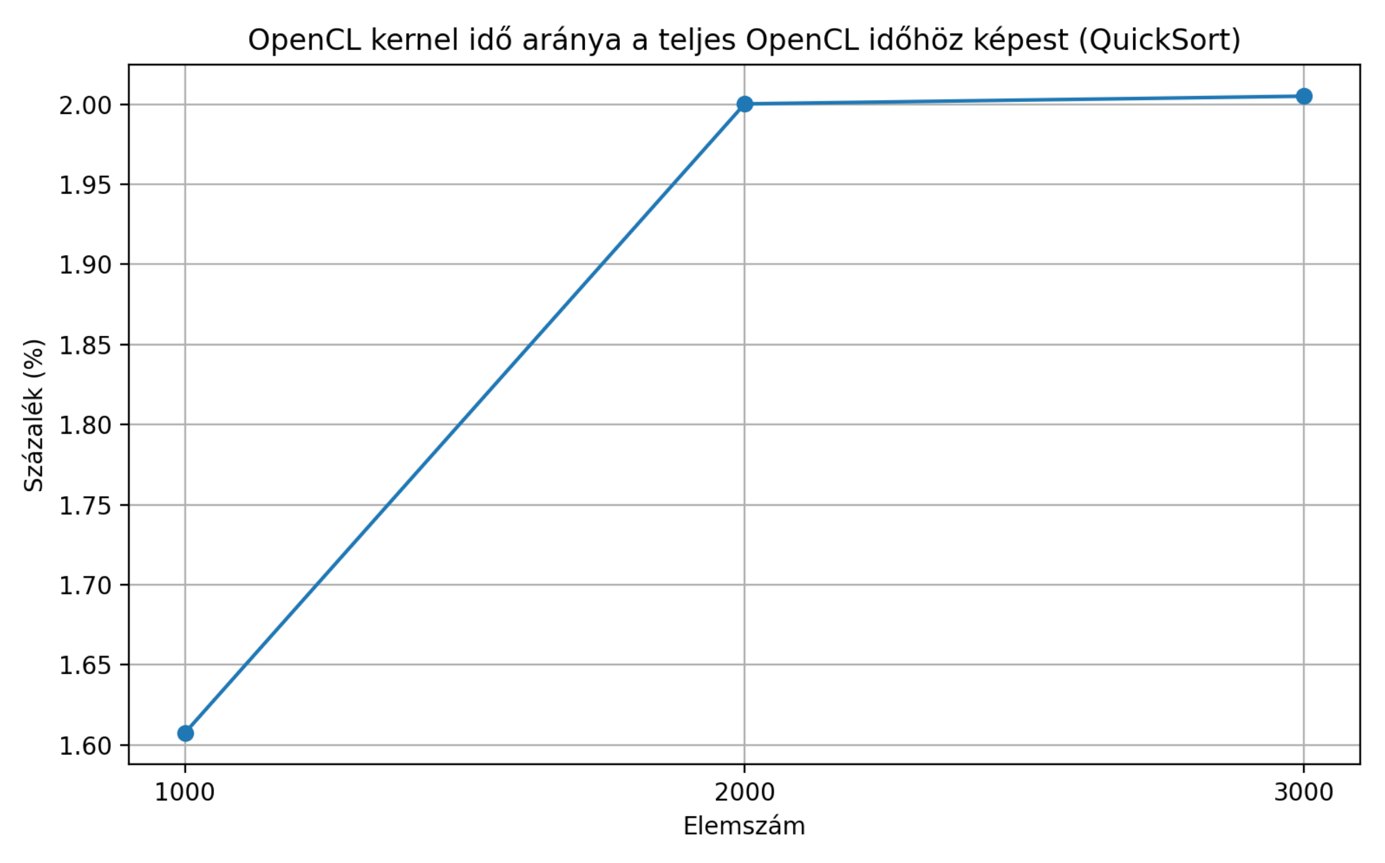 OpenCL kernel idő aránya a teljes OpenCL időhöz képest (QuickSort)
2.00
1.95
1.90
1.85
1.80
1.75
1.70
1.65
1.60
Százalék (%)
1000 2000 3000
Elemszám